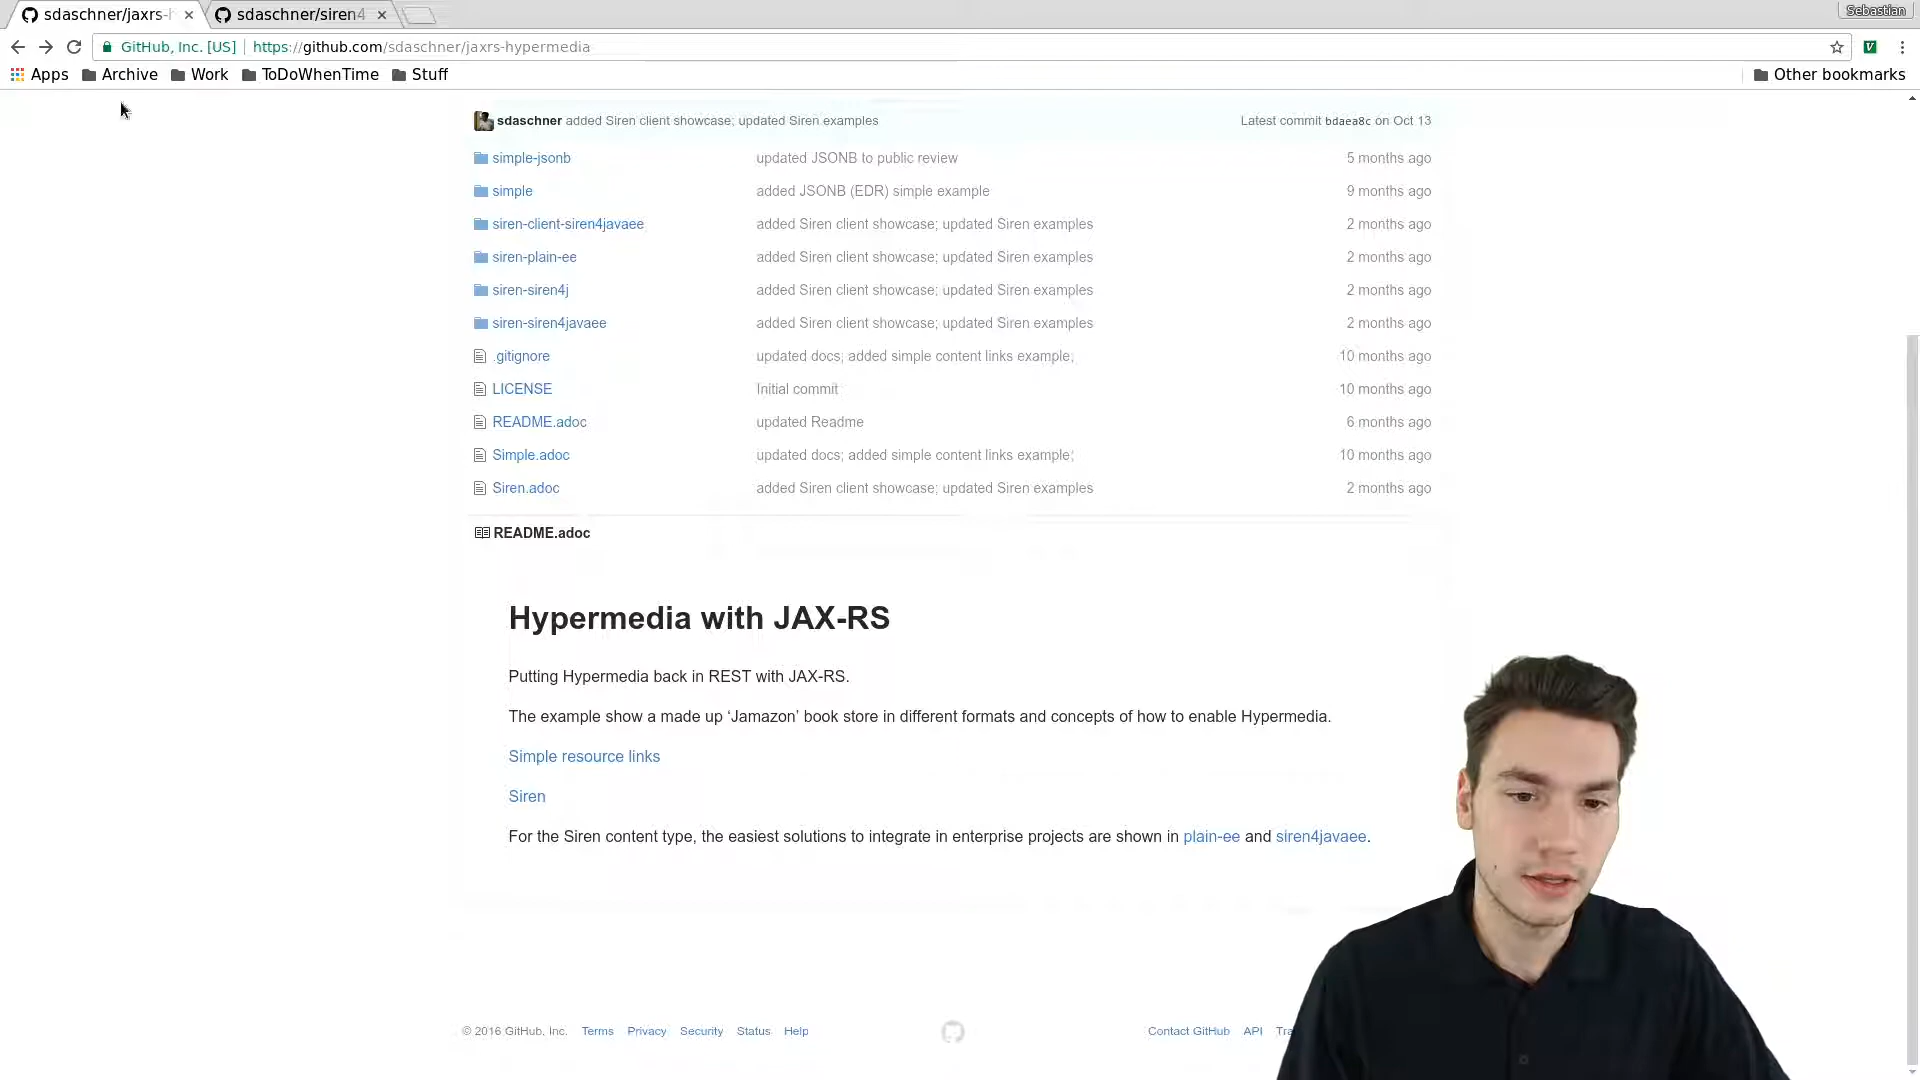 sdaschner/jaxrs-h
sdaschner/siren4
Sebastian
GitHub, Inc. [US]
https://github.com/sdaschner/jaxrs-hypermedia
Apps
Archive
Work
ToDoWhenTime
Stuff
Other bookmarks
sdaschner added Siren client showcase; updated Siren examples Latest commit bdaea8c on Oct 13
simple-jsonb updated JSONB to public review 5 months ago
simple added JSONB (EDR) simple example 9 months ago
siren-client-siren4javaee added Siren client showcase; updated Siren examples 2 months ago
siren-plain-ee added Siren client showcase; updated Siren examples 2 months ago
siren-siren4j added Siren client showcase; updated Siren examples 2 months ago
siren-siren4javaee added Siren client showcase; updated Siren examples 2 months ago
.gitignore updated docs; added simple content links example; 10 months ago
LICENSE Initial commit 10 months ago
README.adoc updated Readme 6 months ago
Simple.adoc updated docs; added simple content links example; 10 months ago
Siren.adoc added Siren client showcase; updated Siren examples 2 months ago
README.adoc
Hypermedia with JAX-RS
Putting Hypermedia back in REST with JAX-RS.
The example show a made up ‘Jamazon’ book store in different formats and concepts of how to enable Hypermedia.
Simple resource links
Siren
For the Siren content type, the easiest solutions to integrate in enterprise projects are shown in plain-ee and siren4javaee.
© 2016 GitHub, Inc. Terms Privacy Security Status Help Contact GitHub API Tra